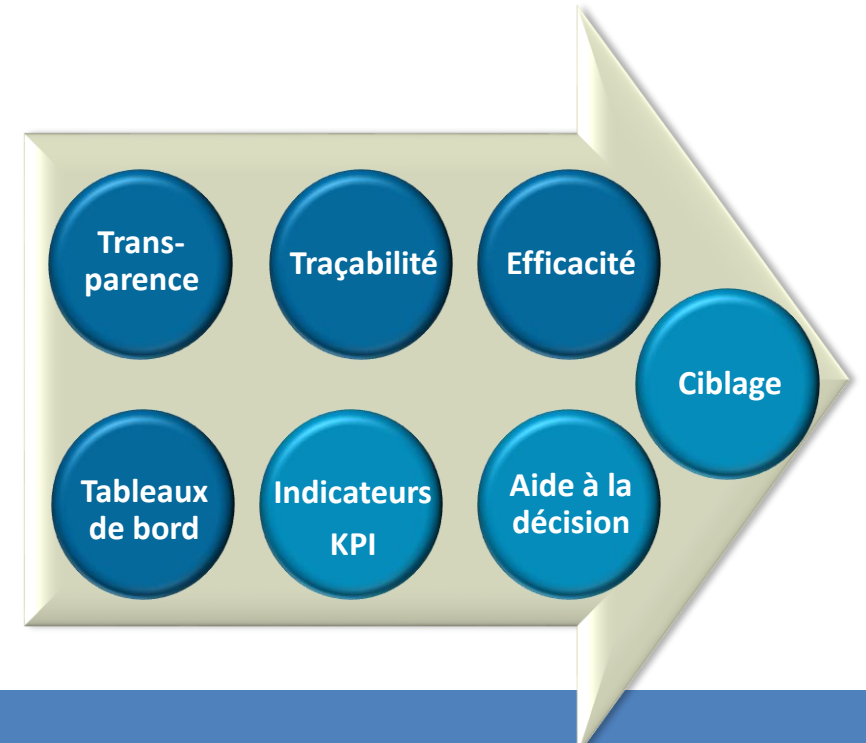 Trans-
parence
Traçabilité
Efficacité
Ciblage
Tableaux
de bord
Indicateurs
KPI
Aide à la
décision